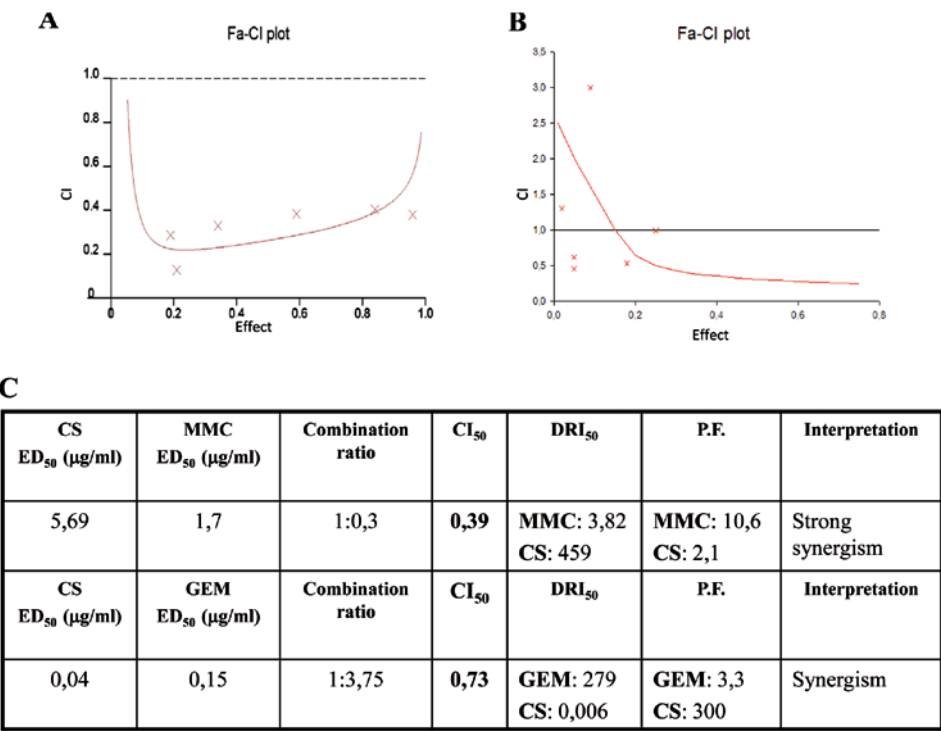 A
Fa-CI plot
1.0
0.8
0.6
0.4
0.2
0
CI
0
0.2
0.4
0.6
0.8
1.0
Effect
B
Fa-CI plot
3,5
3,0
2,5
2,0
1,5
1,0
0,5
0,0
CI
0,0
0,2
0,4
0,6
0,8
Effect
C
CS
ED50 (μg/ml)
MMC
ED50 (μg/ml)
Combination
ratio
CI50
DRI50
P.F.
Interpretation
5,69
1,7
1:0,3
0,39
MMC: 3,82
CS: 459
MMC: 10,6
CS: 2,1
Strong
synergism
CS
ED50 (μg/ml)
GEM
ED50 (μg/ml)
Combination
ratio
CI50
DRI50
P.F.
Interpretation
0,04
0,15
1:3,75
0,73
GEM: 279
CS: 0,006
GEM: 3,3
CS: 300
Synergism